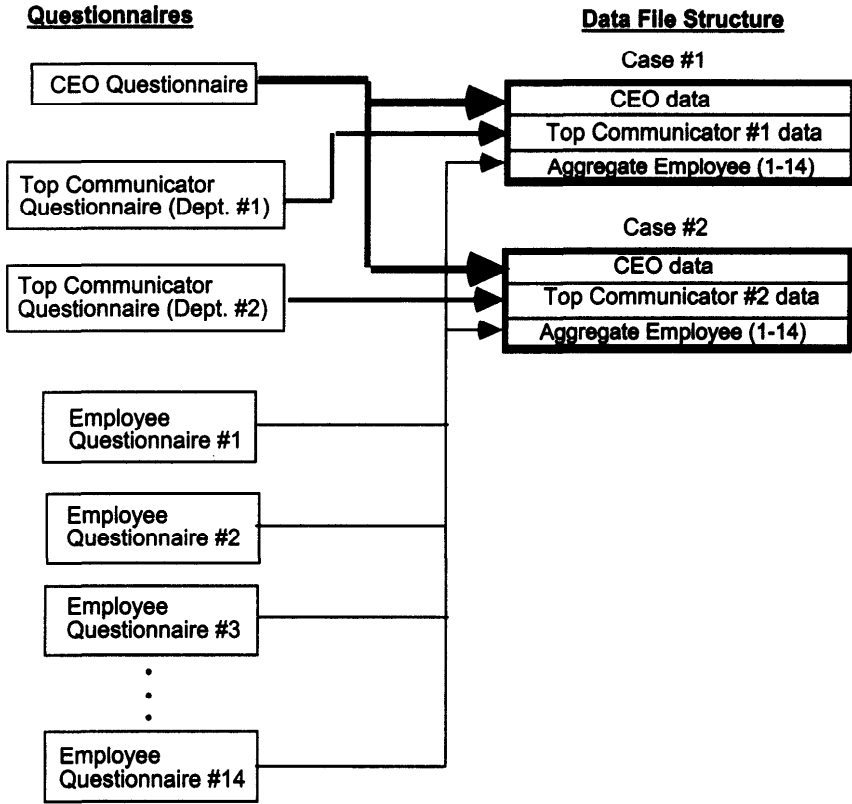 Questionnaires
CEO Questionnaire
Top Communicator
Questionnaire (Dept. #1)
Top Communicator
Questionnaire (Dept. #2)
Employee
Questionnaire #1
Employee
Questionnaire #2
Employee
Questionnaire #3
Employee
Questionnaire #14
Data File Structure
Case #1
CEO data
Top Communicator #1 data
Aggregate Employee (1-14)
Case #2
CEO data
Top Communicator #2 data
Aggregate Employee (1-14)